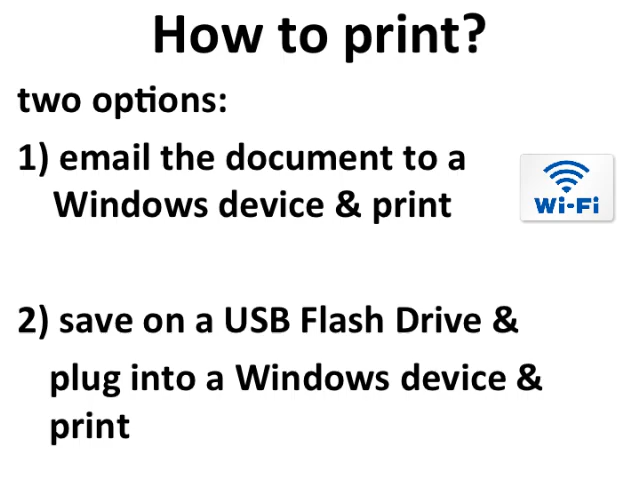 How to print?
two options:
1) email the document to a
Windows device & print
Wi-Fi
2) save on a USB Flash Drive &
plug into a Windows device &
print